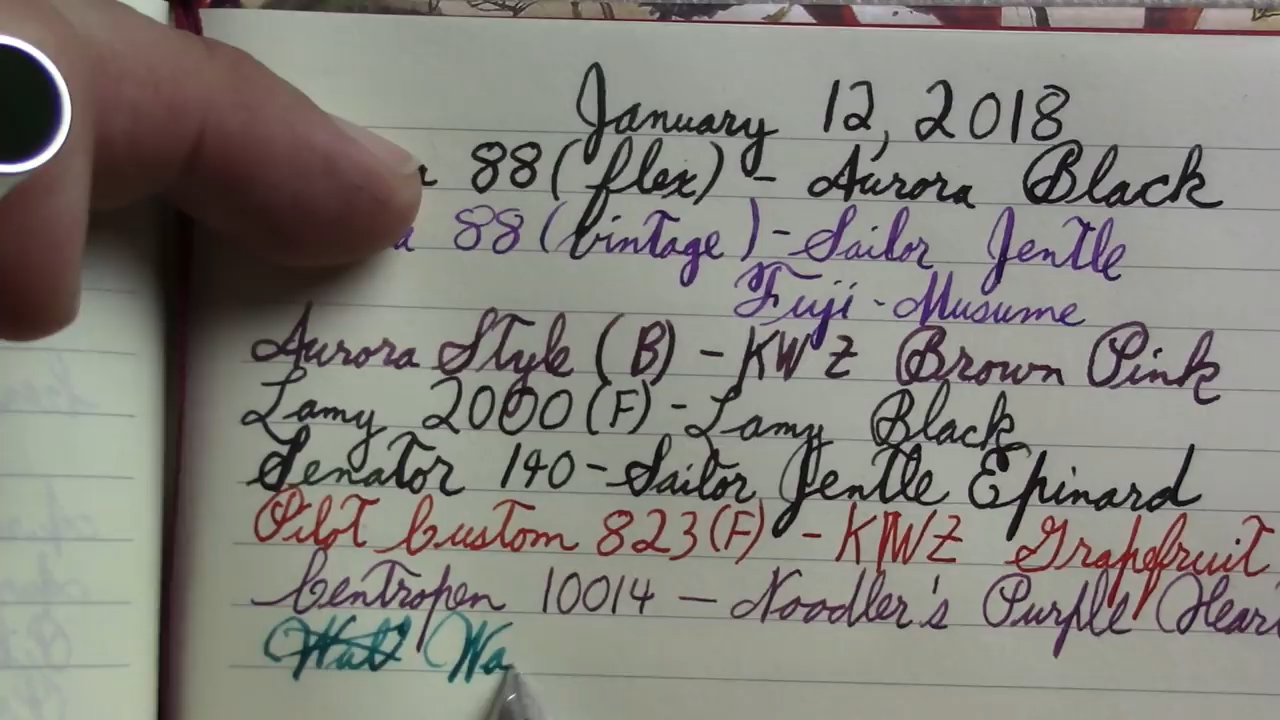 January 12, 2018
a 88 (flex) - Aurora Black
a 88 (vintage) - Sailor Jentle
Fuji-Musume
Aurora Style (B) - KWZ Brown Pink
Lamy 2000 (F) - Lamy Black
Senator 140 - Sailor Jentle Epinard
Pilot Custom 823 (F) - KWZ Grapefruit
Centropen 10014 - Noodler's Purple Hear
Wa